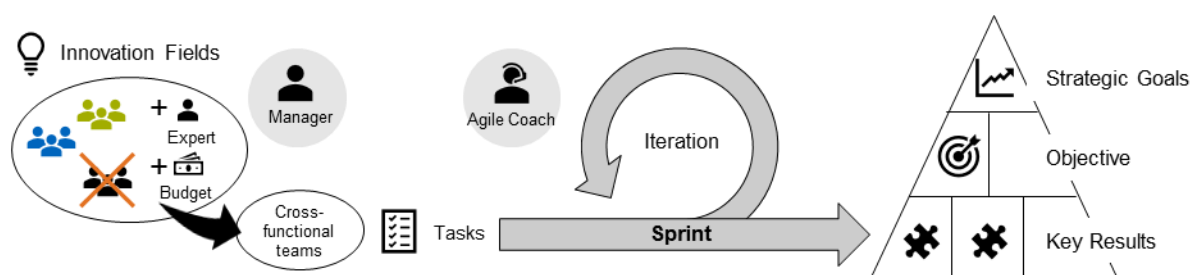 Innovation Fields
+
Expert
+
Budget
Manager
Cross-
functional
teams
Tasks
Agile Coach
Iteration
Sprint
Strategic Goals
Objective
Key Results